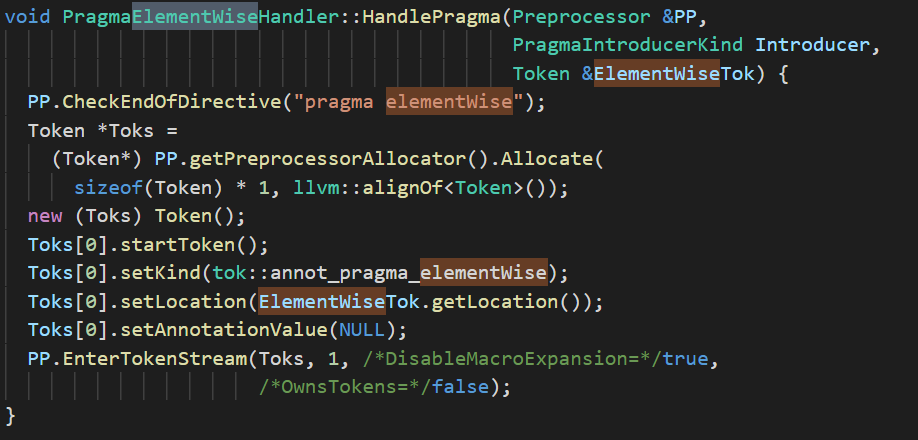 void PragmaElementWiseHandler::HandlePragma(Preprocessor &PP,
PragmaIntroducerKind Introducer,
Token &ElementWiseTok) {
PP.CheckEndOfDirective("pragma elementWise");
Token *Toks =
(Token*) PP.getPreprocessorAllocator().Allocate(
sizeof(Token) * 1, llvm::alignOf<Token>());
new (Toks) Token();
Toks[0].startToken();
Toks[0].setKind(tok::annot_pragma_elementWise);
Toks[0].setLocation(ElementWiseTok.getLocation());
Toks[0].setAnnotationValue(NULL);
PP.EnterTokenStream(Toks, 1, /*DisableMacroExpansion=*/true,
/*OwnsTokens=*/false);
}